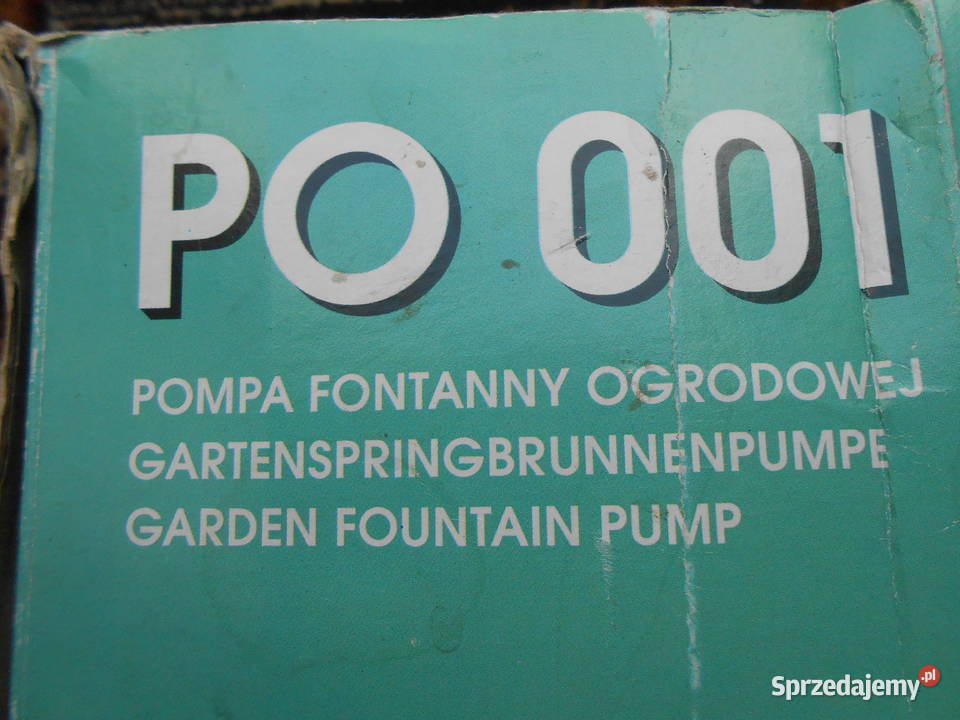 PO 001
POMPA FONTANNY OGRODOWEJ
GARTENSPRINGBRUNNENPUMPE
GARDEN FOUNTAIN PUMP
Sprzedajemy.pl